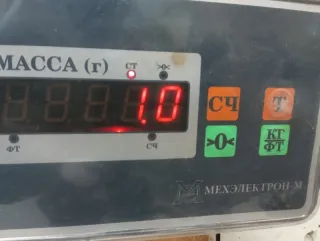 МАССА (г)
СТ >0<
1.0
ФТ СЧ
СЧ Т
>0< КГ
ФТ
МЕХЭЛЕКТРОН-М